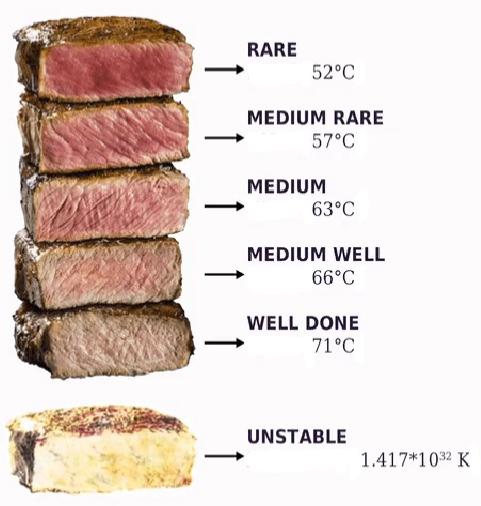 RARE
52°C
MEDIUM RARE
57°C
MEDIUM
63°C
MEDIUM WELL
66°C
WELL DONE
71°C
UNSTABLE
1.417*10³² K